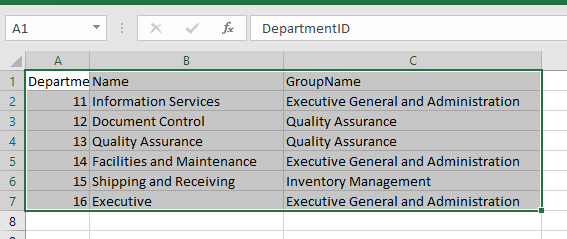 A1 fx DepartmentID
A B C
1 Departme Name GroupName
2 11 Information Services Executive General and Administration
3 12 Document Control Quality Assurance
4 13 Quality Assurance Quality Assurance
5 14 Facilities and Maintenance Executive General and Administration
6 15 Shipping and Receiving Inventory Management
7 16 Executive Executive General and Administration
8